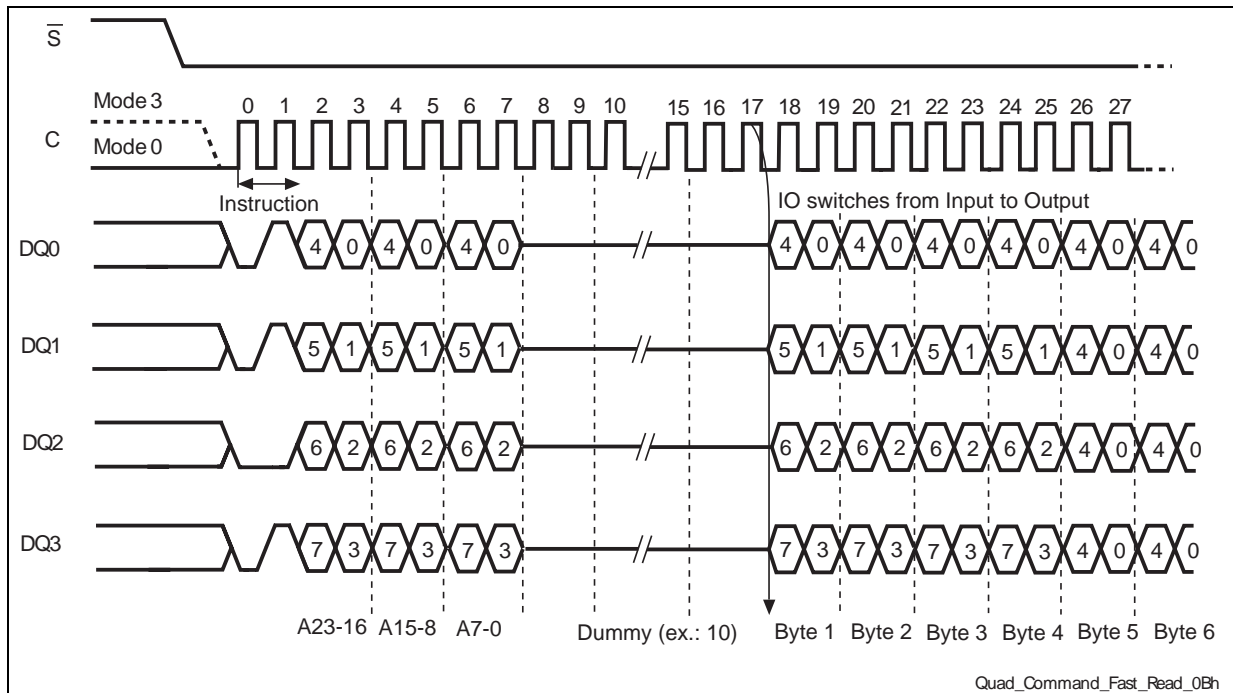 S
Mode 3
0 1 2 3 4 5 6 7 8 9 10 15 16 17 18 19 20 21 22 23 24 25 26 27
C
Mode 0
Instruction
IO switches from Input to Output
DQ0 4 0 4 0 4 0 4 0 4 0 4 0 4 0 4 0 4 0
DQ1 5 1 5 1 5 1 5 1 5 1 5 1 5 1 4 0 4 0
DQ2 6 2 6 2 6 2 6 2 6 2 6 2 6 2 4 0 4 0
DQ3 7 3 7 3 7 3 7 3 7 3 7 3 7 3 4 0 4 0
A23-16 A15-8 A7-0 Dummy (ex.: 10) Byte 1 Byte 2 Byte 3 Byte 4 Byte 5 Byte 6
Quad_Command_Fast_Read_0Bh